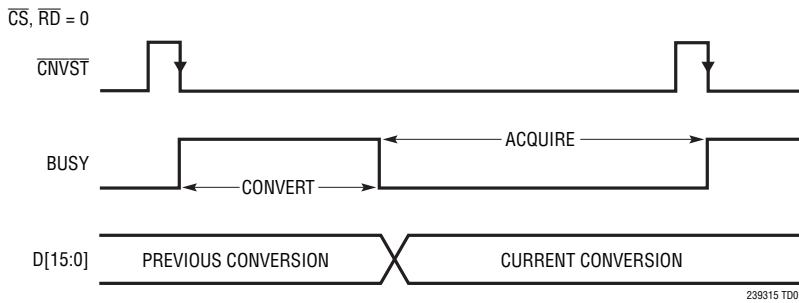 CS, RD = 0
CNVST
ACQUIRE
BUSY
CONVERT
D[15:0] PREVIOUS CONVERSION CURRENT CONVERSION
239315 TD0